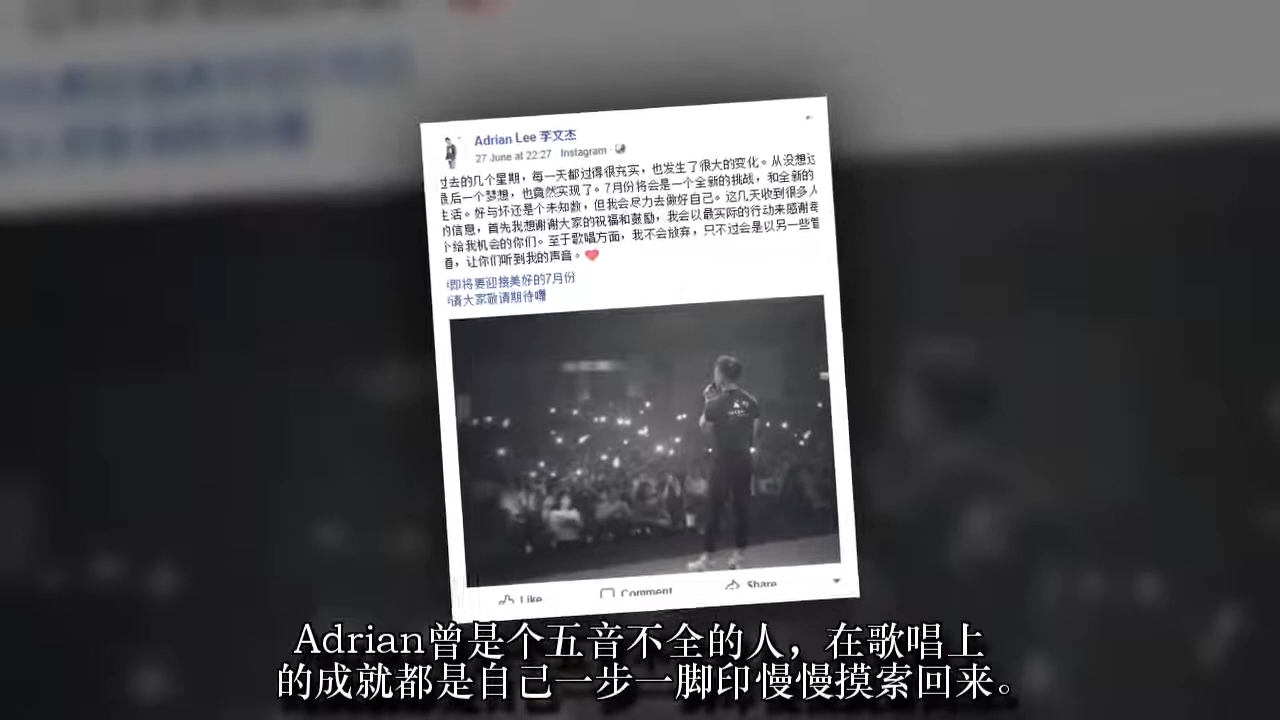 Adrian Lee 李文杰
27 June at 22:27 Instagram
过去的几个星期，每一天都过得很充实，也发生了很大的变化。从没想过
最后一个梦想，也竟然实现了。7月份将会是一个全新的挑战，和全新的
生活。好与坏还是个未知数，但我会尽力去做好自己。这几天收到很多人
的信息，首先我想谢谢大家的祝福和鼓励，我会以最实际的行动来感谢每
个给我机会的你们。至于歌唱方面，我不会放弃，只不过会是以另一些管
道，让你们听到我的声音。❤
#即将要迎接美好的7月份
#请大家敬请期待囉
Like Comment Share
Adrian曾是个五音不全的人，在歌唱上
的成就都是自己一步一脚印慢慢摸索回来。